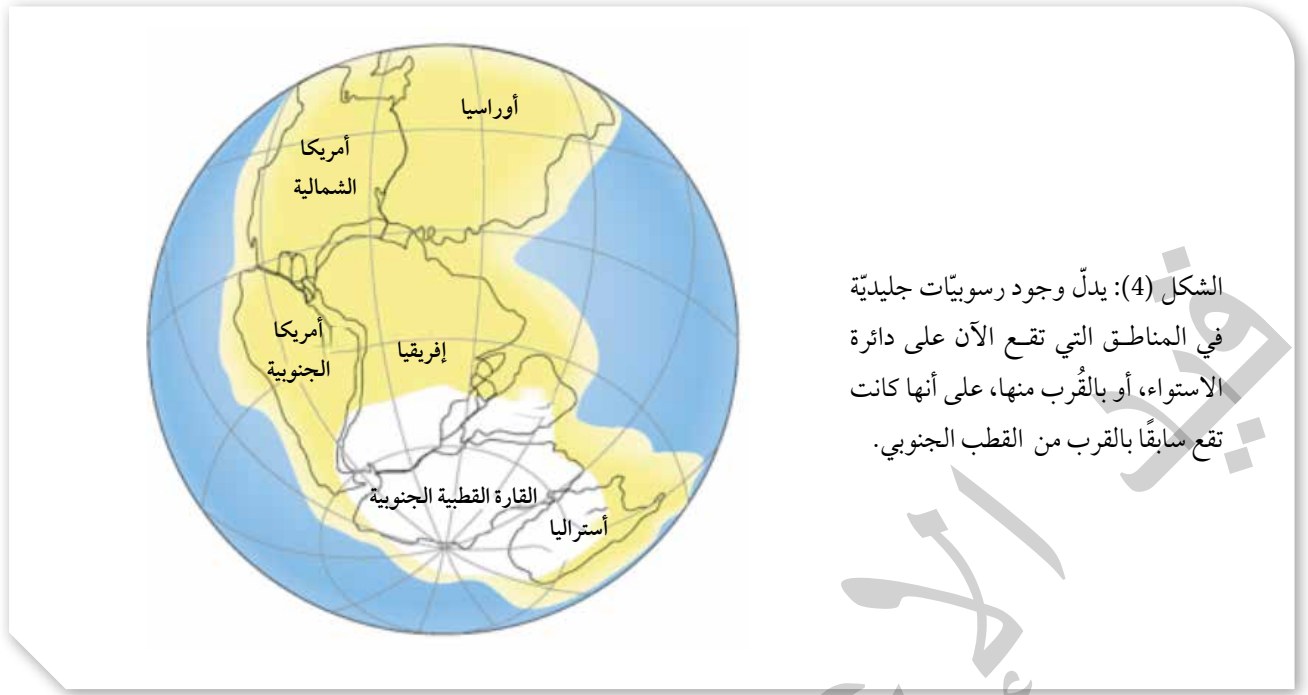 أوراسيا
أمريكا
الشمالية
أمريكا
الجنوبية
إفريقيا
القارة القطبية الجنوبية
أستراليا
الشكل (4): يدلّ وجود رسوبيّات جليديّة
في المناطق التي تقع الآن على دائرة
الاستواء، أو بالقُرب منها، على أنها كانت
تقع سابقًا بالقرب من القطب الجنوبي.